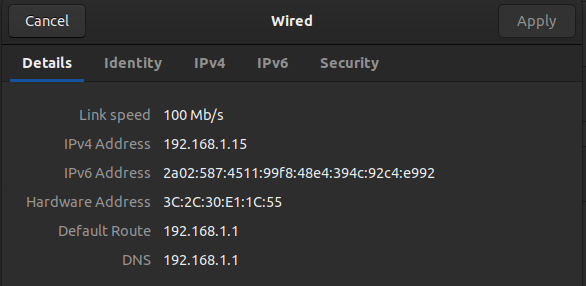 Cancel Wired Apply
Details Identity IPv4 IPv6 Security
Link speed 100 Mb/s
IPv4 Address 192.168.1.15
IPv6 Address 2a02:587:4511:99f8:48e4:394c:92c4:e992
Hardware Address 3C:2C:30:E1:1C:55
Default Route 192.168.1.1
DNS 192.168.1.1